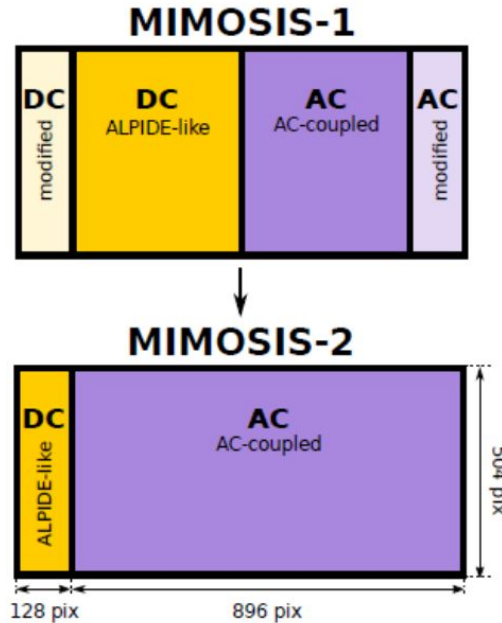 MIMOSIS-1
DC
modified
DC
ALPIDE-like
AC
AC-coupled
AC
modified
MIMOSIS-2
DC
ALPIDE-like
AC
AC-coupled
504 pix
128 pix
896 pix